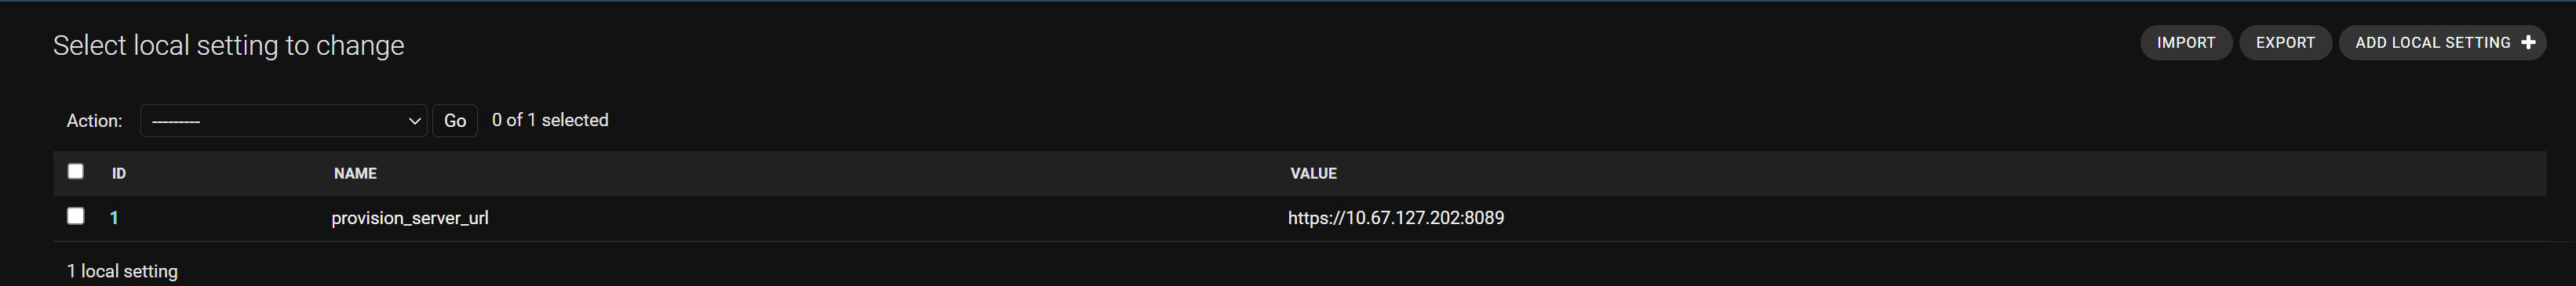 Select local setting to change
IMPORT EXPORT ADD LOCAL SETTING +
Action: --------- Go 0 of 1 selected
ID NAME VALUE
1 provision_server_url https://10.67.127.202:8089
1 local setting